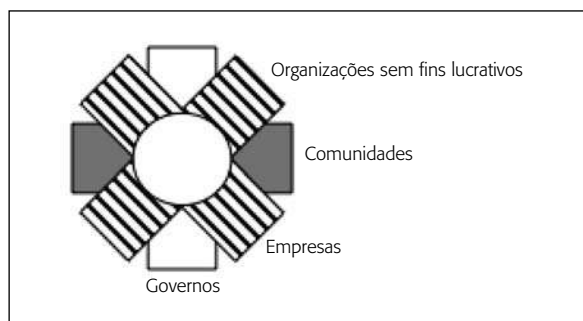 Organizações sem fins lucrativos
Comunidades
Empresas
Governos